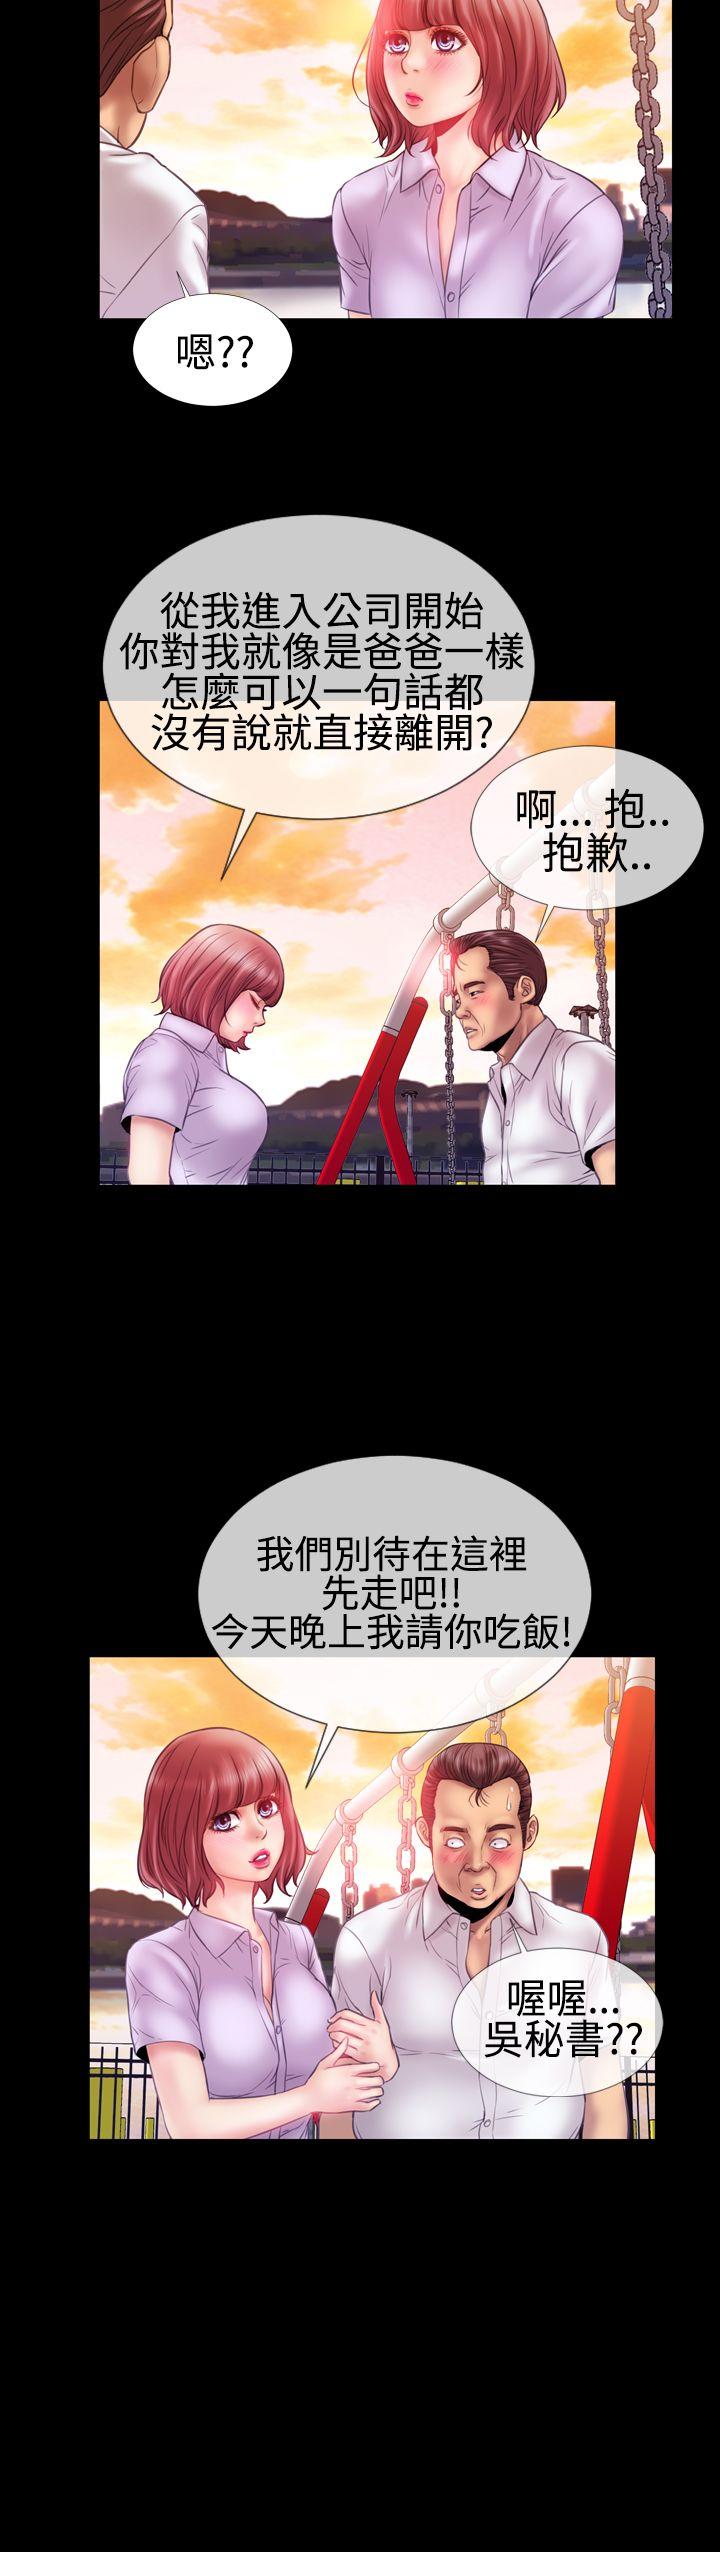 嗯??
從我進入公司開始
你對我就像是爸爸一樣
怎麼可以一句話都
沒有說就直接離開?
啊... 抱..
抱歉..
我們別待在這裡
先走吧!!
今天晚上我請你吃飯!
喔喔...
吳秘書??